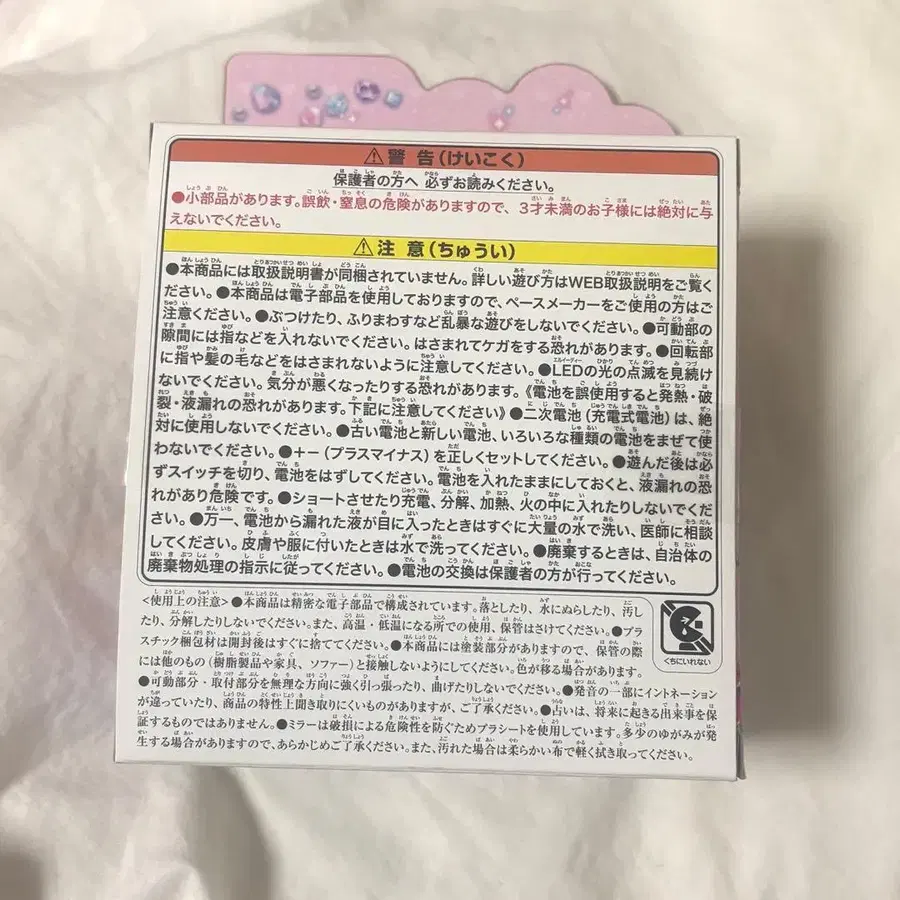 ⚠警 告(けいこく)
保護者の方へ 必ずお読みください。
●小部品があります。誤飲・窒息の危険がありますので、3才未満のお子様には絶対に与
えないでください。
⚠注 意(ちゅうい)
●本商品には取扱説明書が同梱されていません。詳しい遊び方はWEB取扱説明をご覧く
ださい。●本商品は電子部品を使用しておりますので、ペースメーカーをご使用の方はご
注意ください。●ぶつけたり、ふりまわすなど乱暴な遊びをしないでください。●可動部の
隙間には指などを入れないでください。はさまれてケガをする恐れがあります。●回転部
に指や髪の毛などをはさまれないように注意してください。●LEDの光の点滅を見続け
ないでください。気分が悪くなったりする恐れがあります。《電池を誤使用すると発熱・破
裂・液漏れの恐れがあります。下記に注意してください》●二次電池(充電式電池)は、絶
対に使用しないでください。●古い電池と新しい電池、いろいろな種類の電池をまぜて使
わないでください。●+-(プラスマイナス)を正しくセットしてください。●遊んだ後は必
ずスイッチを切り、電池をはずしてください。電池を入れたままにしておくと、液漏れの恐
れがあり危険です。●ショートさせたり充電、分解、加熱、火の中に入れたりしないでくだ
さい。●万一、電池から漏れた液が目に入ったときはすぐに大量の水で洗い、医師に相談
してください。皮膚や服に付いたときは水で洗ってください。●廃棄するときは、自治体の
廃棄物処理の指示に従ってください。●電池の交換は保護者の方が行ってください。
<使用上の注意>●本商品は精密な電子部品で構成されています。落としたり、水にぬらしたり、汚し
たり、分解したりしないでください。また、高温・低温になる所での使用、保管はさけてください。●プラ
スチック梱包材は開封後はすぐに捨ててください。●本商品には塗装部分がありますので、保管の際
には他のもの(樹脂製品や家具、ソファー)と接触しないようにしてください。色が移る場合があります。
●可動部分・取付部分を無理な方向に強く引っ張ったり、曲げたりしないでください。●発音の一部にイントネーション
が違っていたり、商品の特性上聞き取りにくいものがありますが、ご了承ください。●占いは、将来に起きる出来事を保
証するものではありません。●ミラーは破損による危険性を防ぐためプラシートを使用しています。多少のゆがみが発
生する場合がありますので、あらかじめご了承ください。また、汚れた場合は柔らかい布で軽く拭き取ってください。
くちにいれない